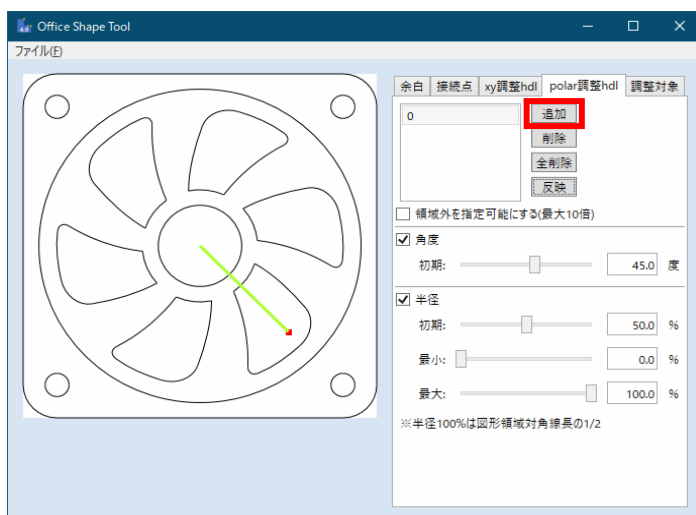 Office Shape Tool
ファイル(F)
余白 接続点 xy調整hdl polar調整hdl 調整対象
0
追加
削除
全削除
反映
領域外を指定可能にする(最大10倍)
角度
初期: 45.0 度
半径
初期: 50.0 %
最小: 0.0 %
最大: 100.0 %
※半径100%は図形領域対角線長の1/2